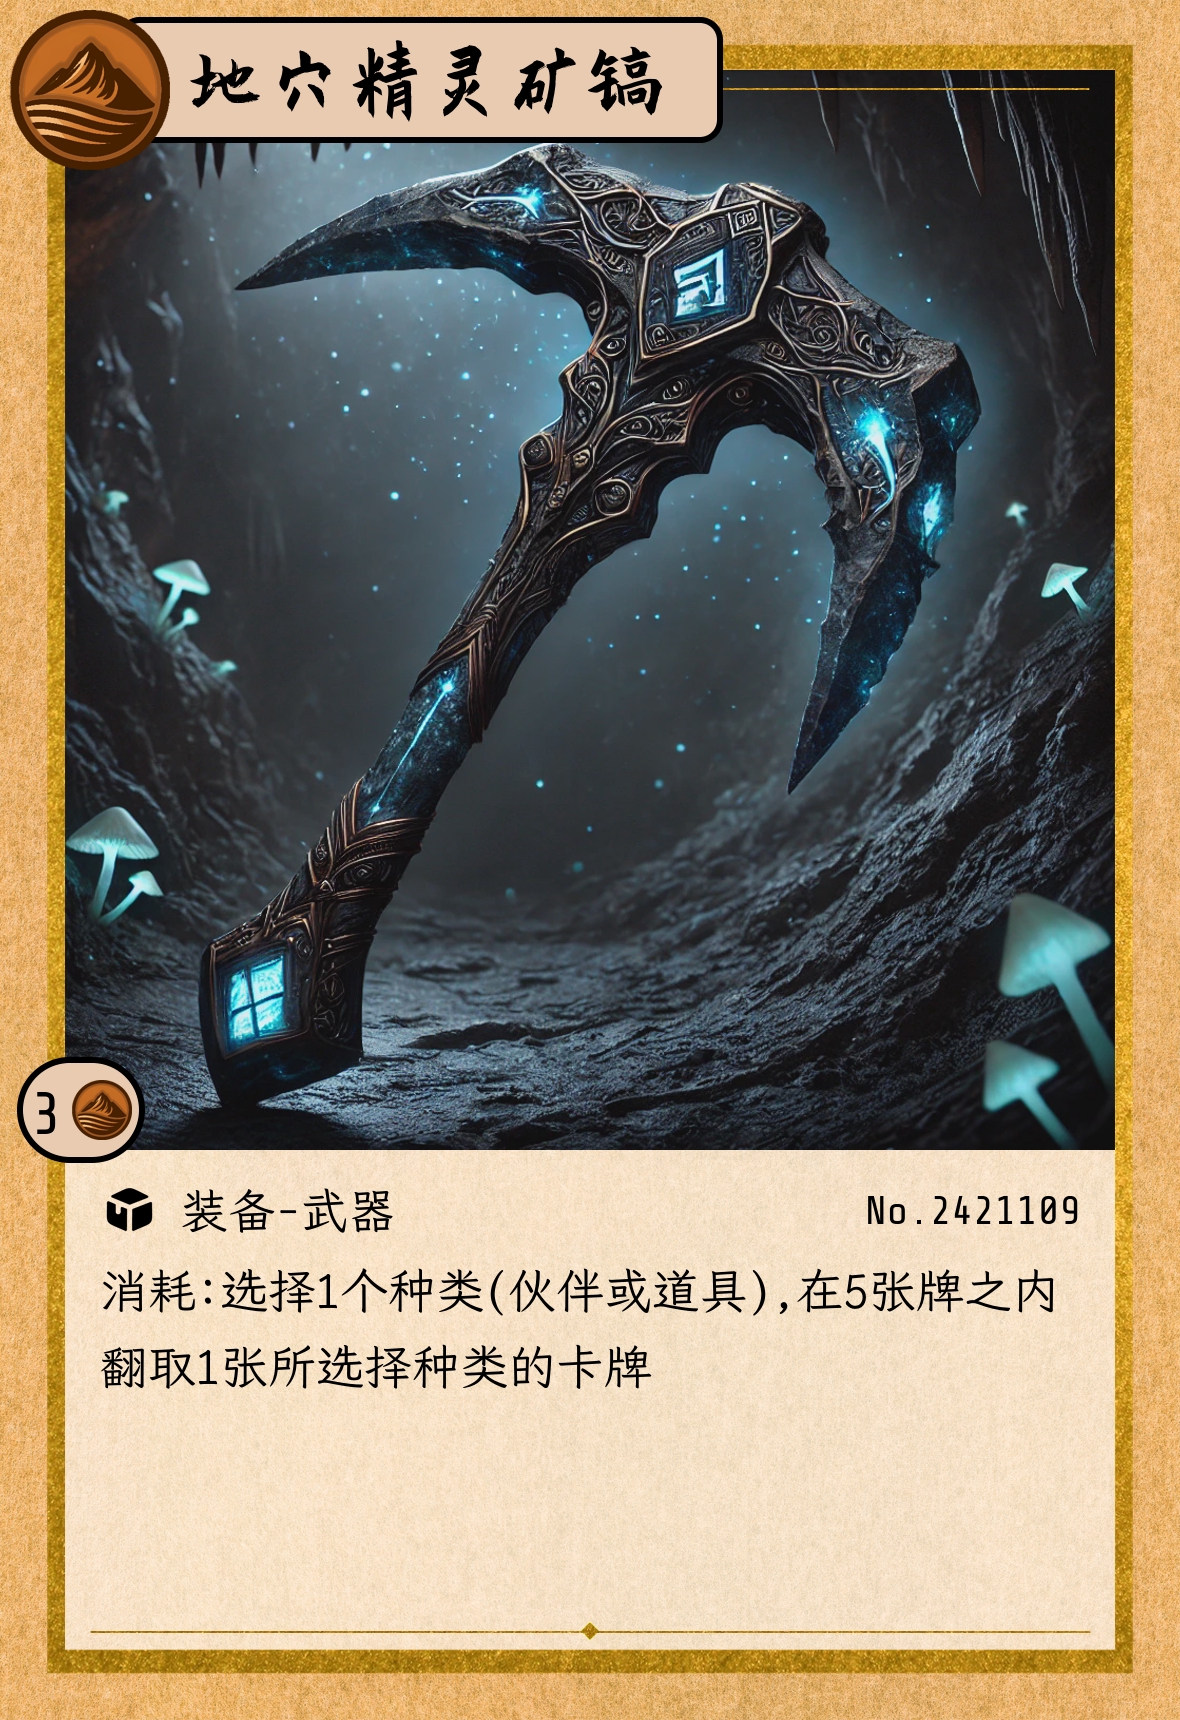 地穴精灵矿镐
3
装备-武器
No.2421109
消耗:选择1个种类(伙伴或道具),在5张牌之内
翻取1张所选择种类的卡牌